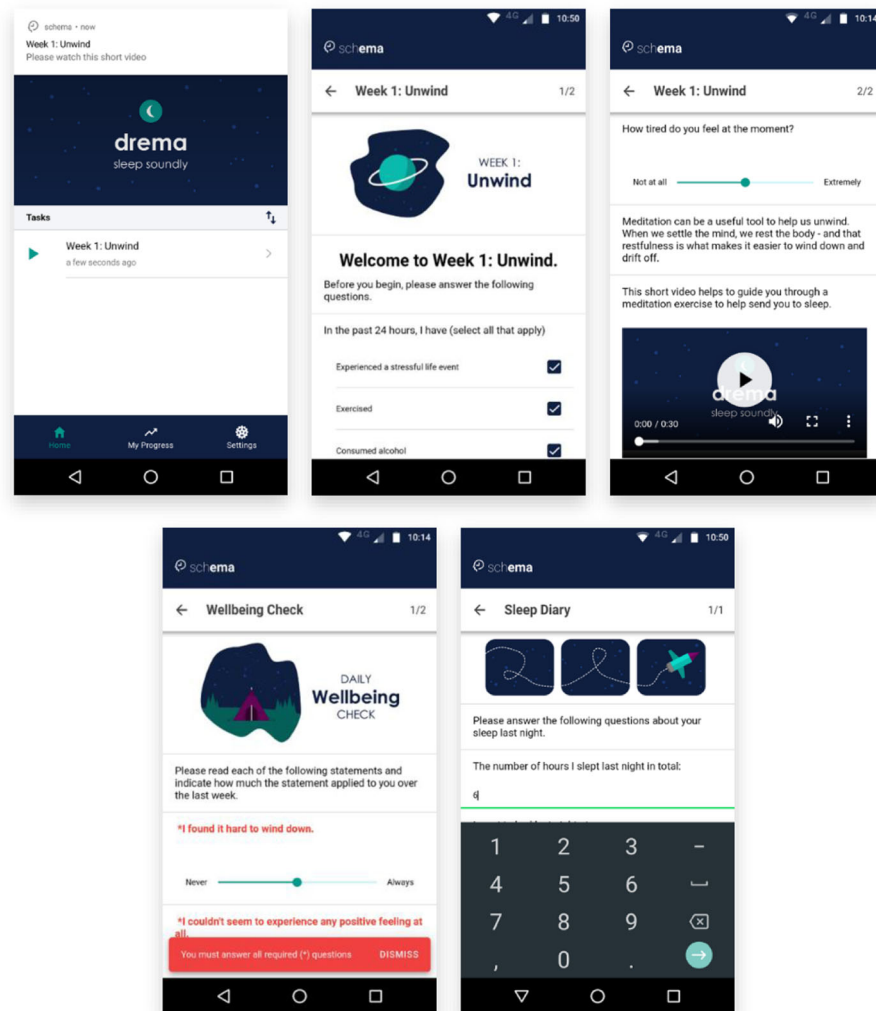 schema • now
Week 1: Unwind
Please watch this short video
drema
sleep soundly
Tasks
Week 1: Unwind
a few seconds ago
Home
My Progress
Settings
4G 10:50
schema
Week 1: Unwind 1/2
WEEK 1:
Unwind
Welcome to Week 1: Unwind.
Before you begin, please answer the following
questions.
In the past 24 hours, I have (select all that apply)
Experienced a stressful life event
Exercised
Consumed alcohol
4G 10:14
schema
Week 1: Unwind 2/2
How tired do you feel at the moment?
Not at all Extremely
Meditation can be a useful tool to help us unwind.
When we settle the mind, we rest the body - and that
restfulness is what makes it easier to wind down and
drift off.
This short video helps to guide you through a
meditation exercise to help send you to sleep.
drema
sleep soundly
0:00 / 0:30
4G 10:14
schema
Wellbeing Check 1/2
DAILY
Wellbeing
CHECK
Please read each of the following statements and
indicate how much the statement applied to you over
the last week.
*I found it hard to wind down.
Never Always
*I couldn't seem to experience any positive feeling at
all.
You must answer all required (*) questions DISMISS
4G 10:50
schema
Sleep Diary 1/1
Please answer the following questions about your
sleep last night.
The number of hours I slept last night in total:
6
1 2 3 -
4 5 6
7 8 9
, 0 .